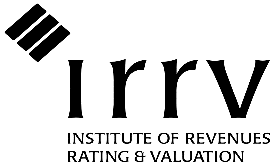 irrv
INSTITUTE OF REVENUES
RATING & VALUATION